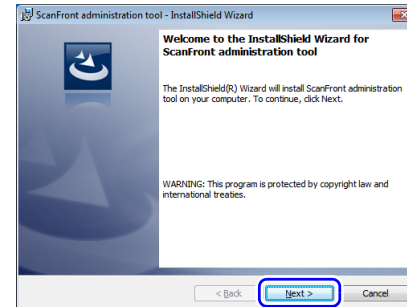 ScanFront administration tool - InstallShield Wizard
Welcome to the InstallShield Wizard for
ScanFront administration tool
The InstallShield(R) Wizard will install ScanFront administration
tool on your computer. To continue, click Next.
WARNING: This program is protected by copyright law and
international treaties.
< Back
Next >
Cancel